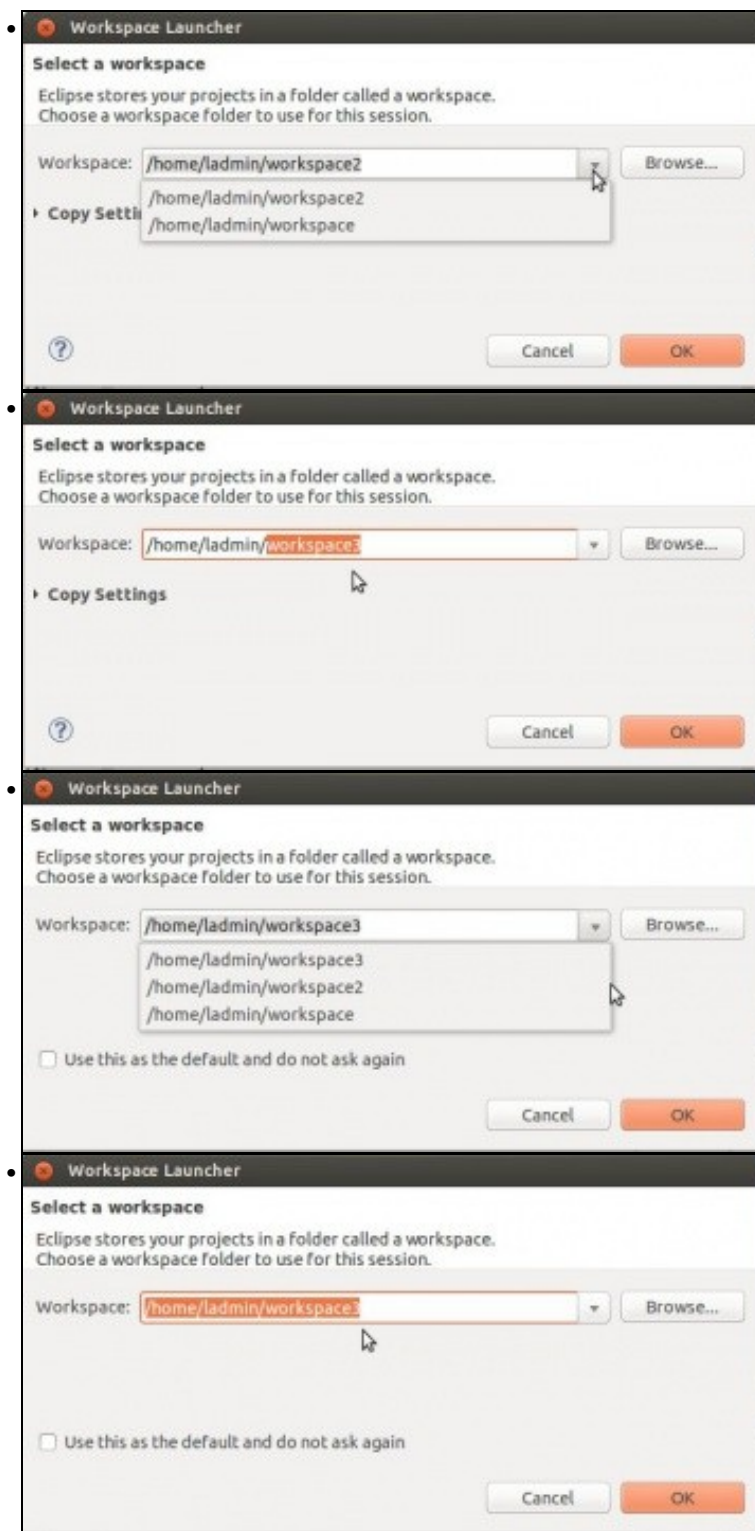 Workspace Launcher
Select a workspace
Eclipse stores your projects in a folder called a workspace.
Choose a workspace folder to use for this session.
Workspace: /home/ladmin/workspace2 Browse...
/home/ladmin/workspace2
Copy Setti
/home/ladmin/workspace
? Cancel OK
Workspace Launcher
Select a workspace
Eclipse stores your projects in a folder called a workspace.
Choose a workspace folder to use for this session.
Workspace: /home/ladmin/workspace3 Browse...
Copy Settings
? Cancel OK
Workspace Launcher
Select a workspace
Eclipse stores your projects in a folder called a workspace.
Choose a workspace folder to use for this session.
Workspace: /home/ladmin/workspace3 Browse...
/home/ladmin/workspace3
/home/ladmin/workspace2
/home/ladmin/workspace
Use this as the default and do not ask again
Cancel OK
Workspace Launcher
Select a workspace
Eclipse stores your projects in a folder called a workspace.
Choose a workspace folder to use for this session.
Workspace: /home/ladmin/workspace3 Browse...
Use this as the default and do not ask again
Cancel OK